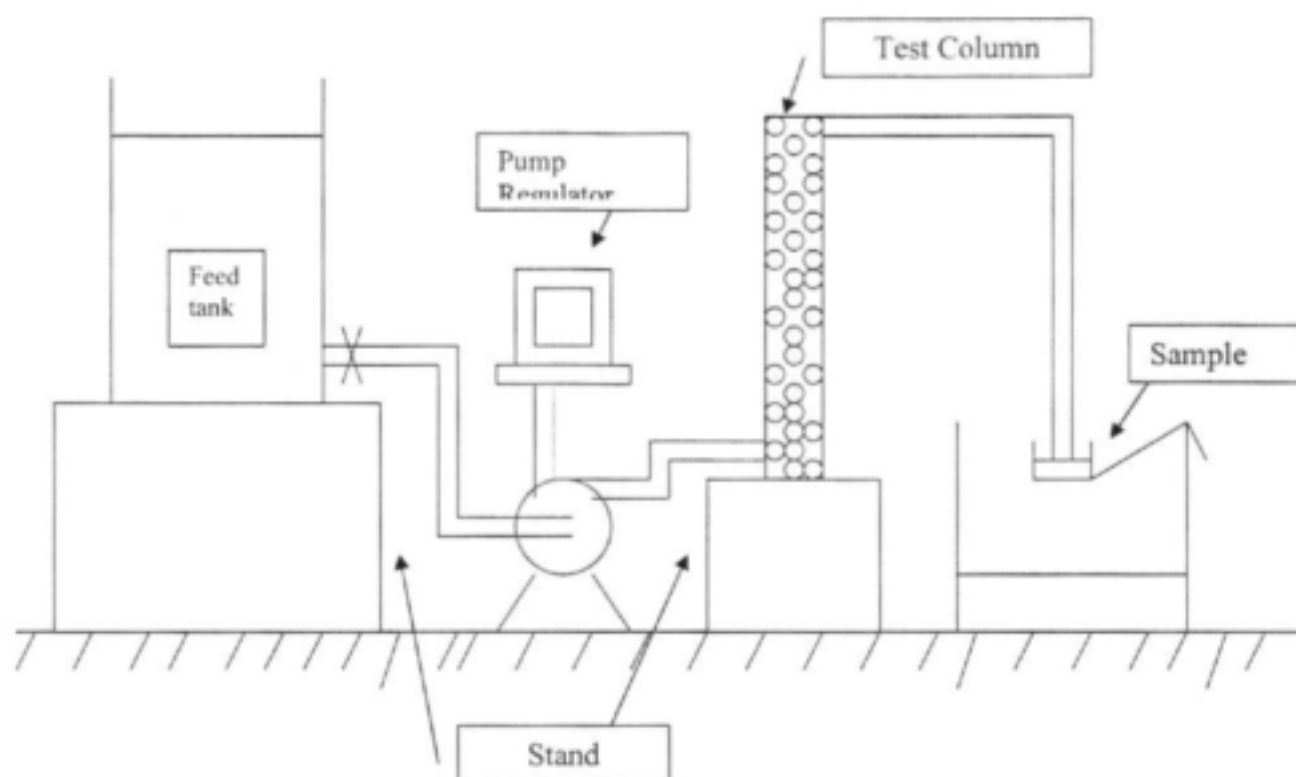 Test Column
Pump
Regulator
Feed
tank
Sample
Stand